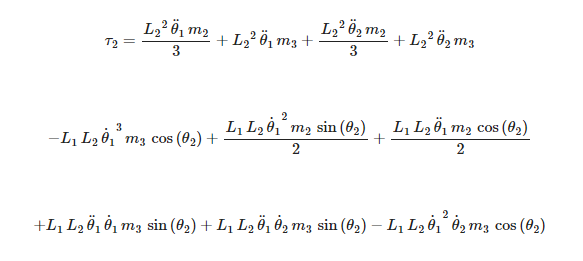 τ₂ = L₂² θ̈₁ m₂ / 3 + L₂² θ̈₁ m₃ + L₂² θ̈₂ m₂ / 3 + L₂² θ̈₂ m₃
−L₁ L₂ θ̇₁³ m₃ cos (θ₂) + L₁ L₂ θ̇₁² m₂ sin (θ₂) / 2 + L₁ L₂ θ̈₁ m₂ cos (θ₂) / 2
+L₁ L₂ θ̈₁ θ̇₁ m₃ sin (θ₂) + L₁ L₂ θ̈₁ θ̇₂ m₃ sin (θ₂) − L₁ L₂ θ̇₁² θ̇₂ m₃ cos (θ₂)